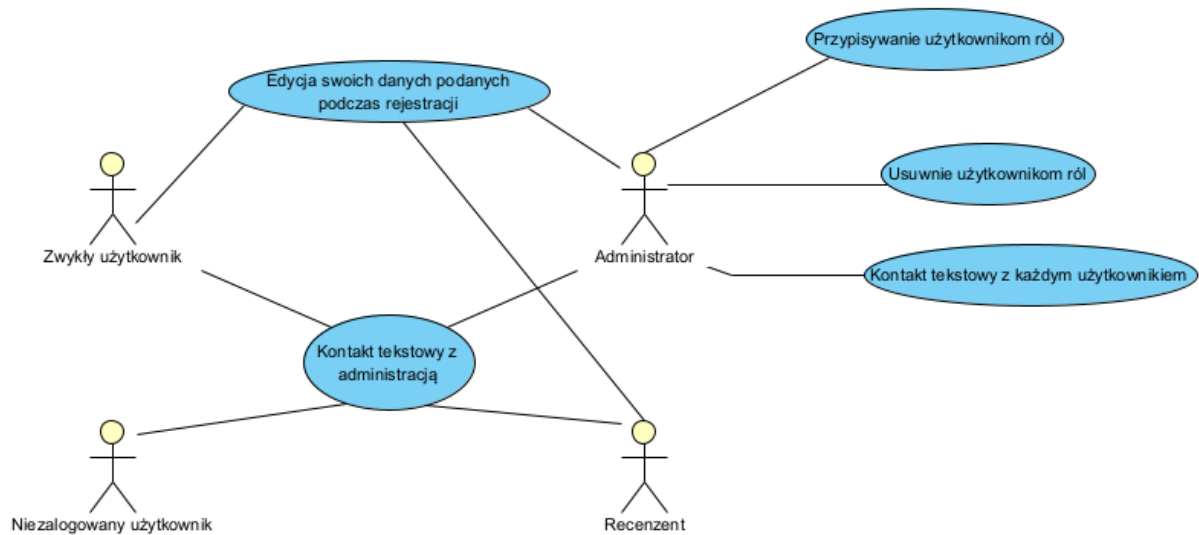 Przypisywanie użytkownikom ról
Edycja swoich danych podanych
podczas rejestracji
Usuwnie użytkownikom ról
Zwykły użytkownik
Administrator
Kontakt tekstowy z każdym użytkownikiem
Kontakt tekstowy z
administracją
Niezalogowany użytkownik
Recenzent